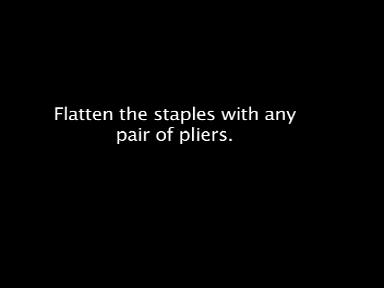 Flatten the staples with any
pair of pliers.